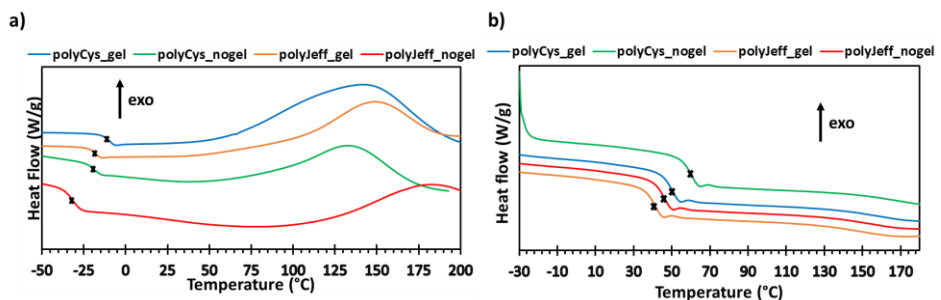 a)
polyCys_gel polyCys_nogel polyJeff_gel polyJeff_nogel
exo
Heat Flow (W/g)
-50 -25 0 25 50 75 100 125 150 175 200
Temperature (°C)
b)
polyCys_gel polyCys_nogel polyJeff_gel polyJeff_nogel
exo
Heat flow (W/g)
-30 -10 10 30 50 70 90 110 130 150 170
Temperature (°C)